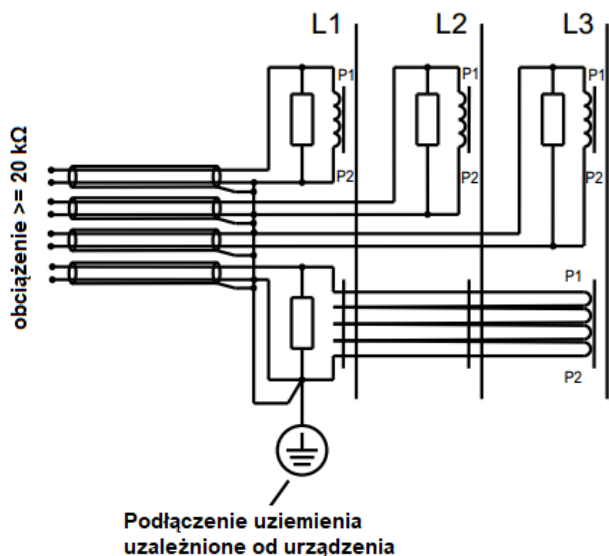 L1 L2 L3
P1 P1 P1
P2 P2 P2
obciążenie >= 20 kΩ
P1
P2
Podłączenie uziemienia
uzależnione od urządzenia